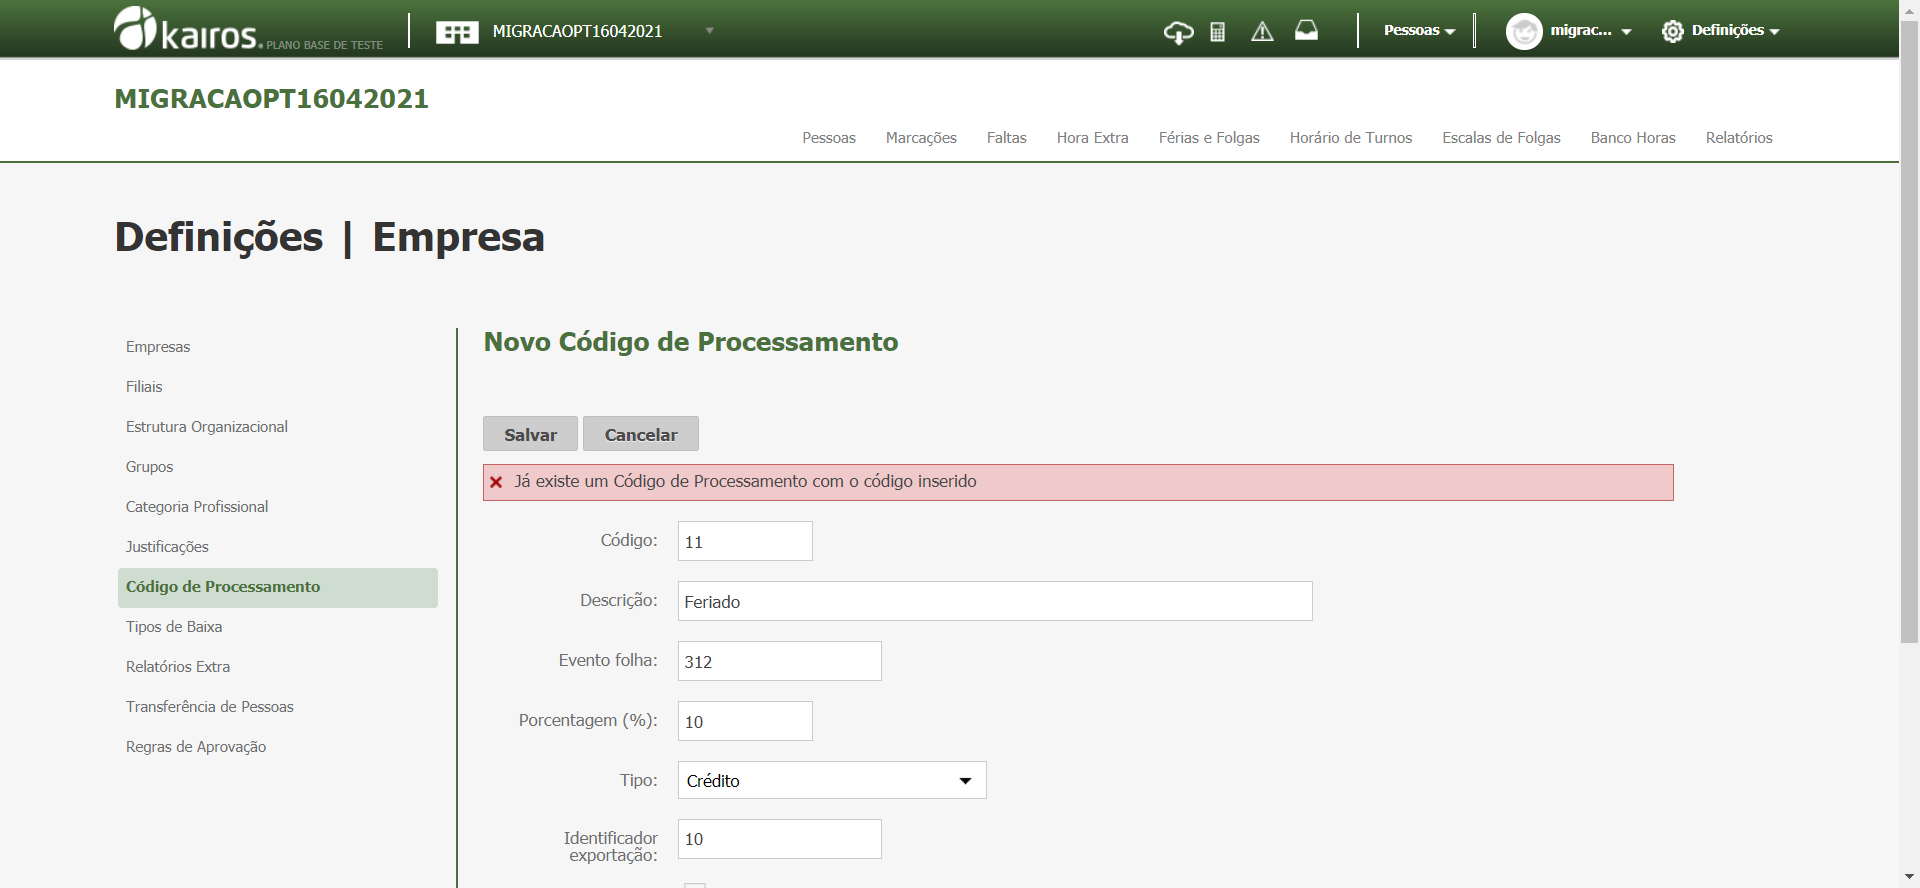 kairos. PLANO BASE DE TESTE
MIGRACAOPT16042021
Pessoas
migrac...
Definições
MIGRACAOPT16042021
Pessoas Marcações Faltas Hora Extra Férias e Folgas Horário de Turnos Escalas de Folgas Banco Horas Relatórios
Definições | Empresa
Empresas
Filiais
Estrutura Organizacional
Grupos
Categoria Profissional
Justificações
Código de Processamento
Tipos de Baixa
Relatórios Extra
Transferência de Pessoas
Regras de Aprovação
Novo Código de Processamento
Salvar Cancelar
Já existe um Código de Processamento com o código inserido
Código: 11
Descrição: Feriado
Evento folha: 312
Porcentagem (%): 10
Tipo: Crédito
Identificador
exportação: 10